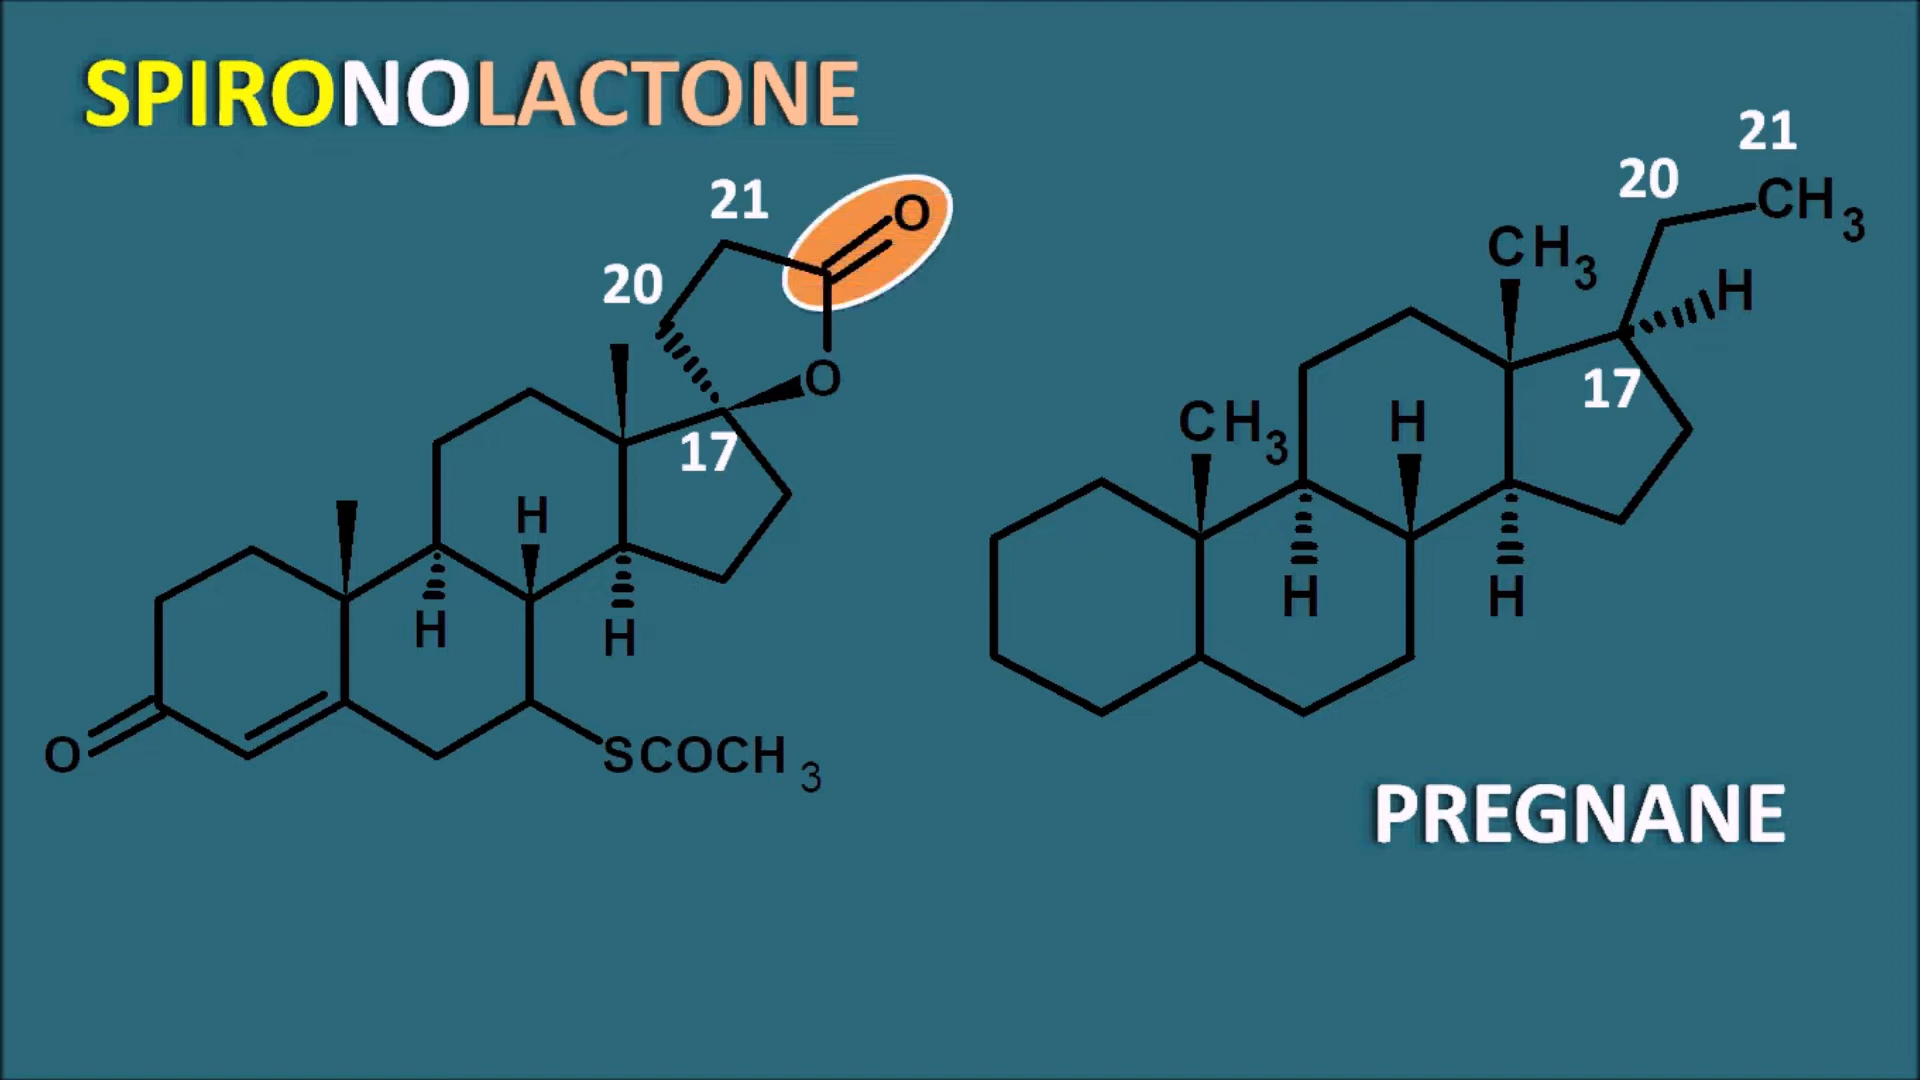 SPIRONOLACTONE
21
O
20
O
17
H
H
H
O
SCOCH3
21
20
CH3
CH3
H
17
CH3
H
H
H
PREGNANE